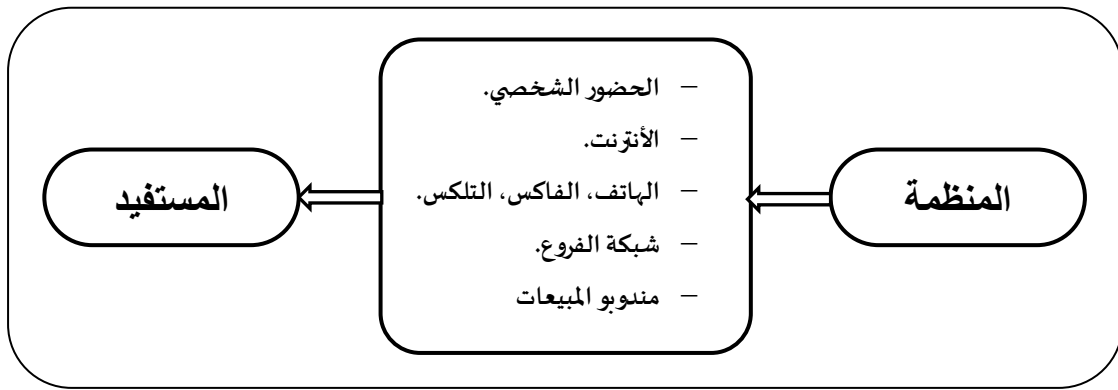 المنظمة
– الحضور الشخصي.
– الأنترنت.
– الهاتف، الفاكس، التلكس.
– شبكة الفروع.
– مندوبو المبيعات
المستفيد